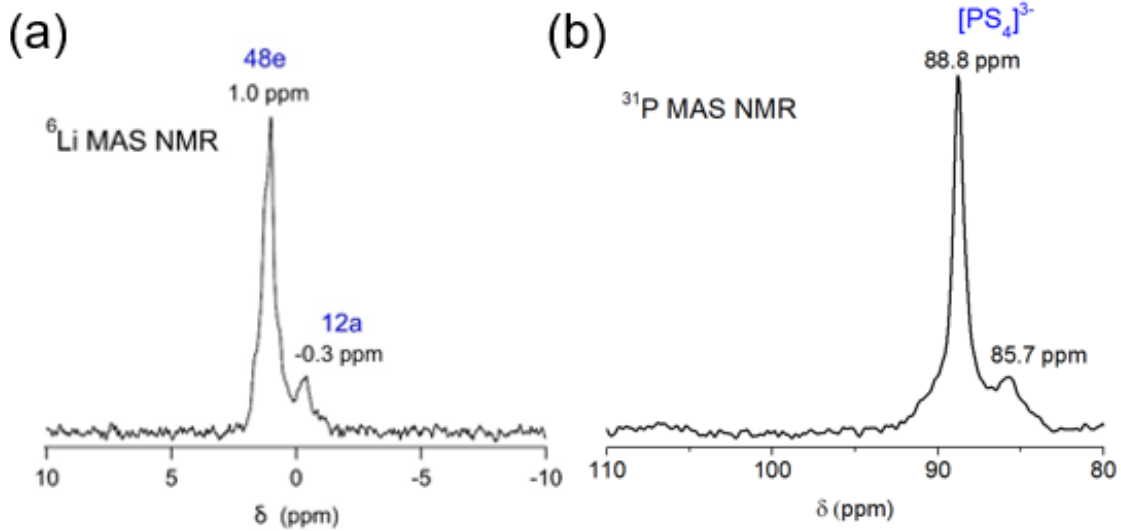 (a)
48e
1.0 ppm
⁶Li MAS NMR
12a
-0.3 ppm
10 5 0 -5 -10
δ (ppm)
(b)
[PS₄]³⁻
88.8 ppm
³¹P MAS NMR
85.7 ppm
110 100 90 80
δ (ppm)